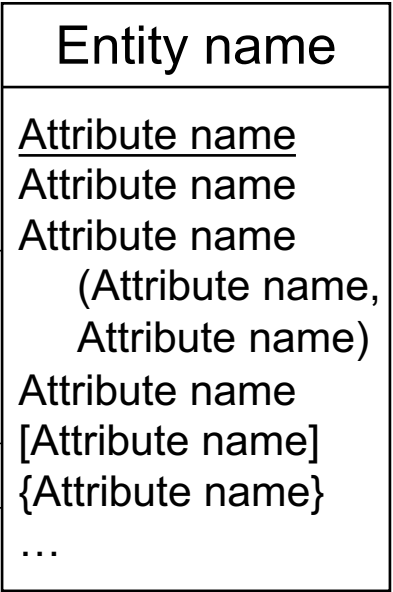 Entity name
Attribute name
Attribute name
Attribute name
(Attribute name,
Attribute name)
Attribute name
[Attribute name]
{Attribute name}
…